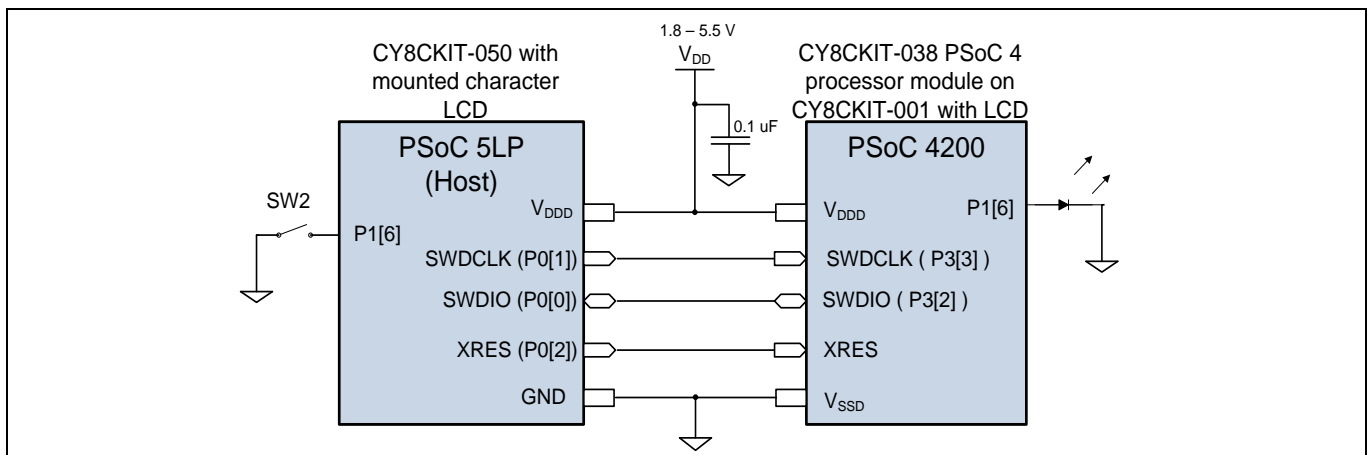 1.8 – 5.5 V
VDD
CY8CKIT-050 with
mounted character
LCD
CY8CKIT-038 PSoC 4
processor module on
CY8CKIT-001 with LCD
0.1 uF
PSoC 5LP
(Host)
PSoC 4200
SW2
P1[6]
VDDD
SWDCLK (P0[1])
SWDIO (P0[0])
XRES (P0[2])
GND
VDDD
P1[6]
SWDCLK ( P3[3] )
SWDIO ( P3[2] )
XRES
VSSD